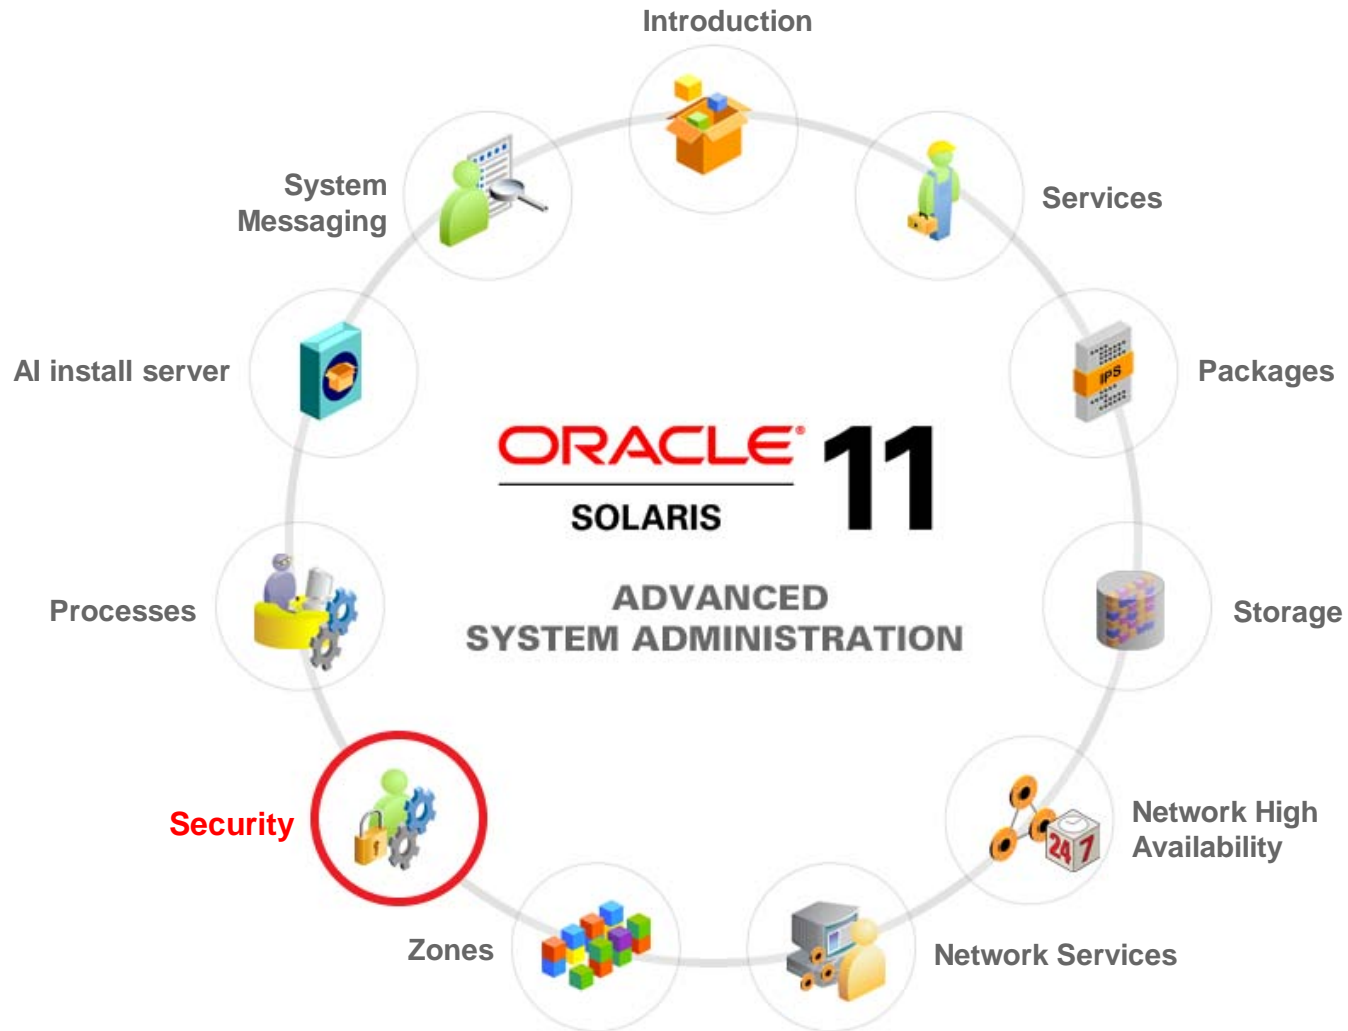 Introduction
System
Messaging
Services
AI install server
Packages
IPS
ORACLE® 11
SOLARIS
ADVANCED
SYSTEM ADMINISTRATION
Processes
Storage
Security
Network High
Availability
24 7
Zones
Network Services